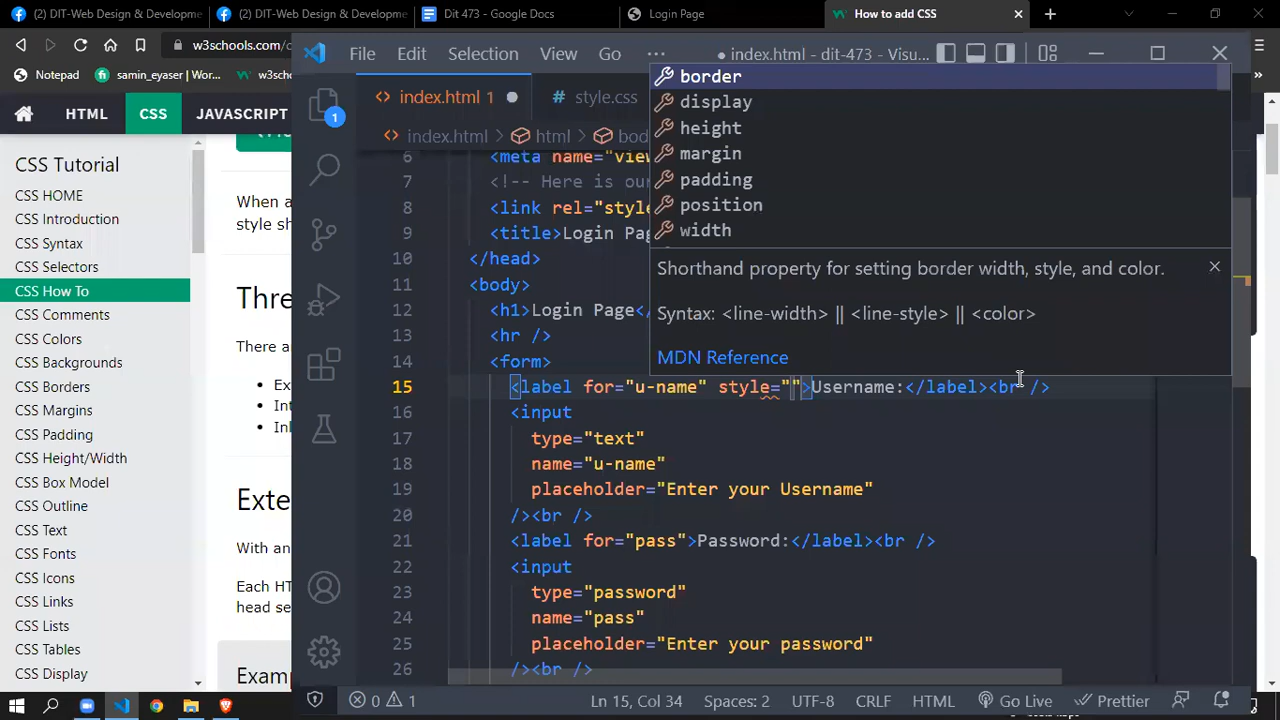 (2) DIT-Web Design & Developme
(2) DIT-Web Design & Developme
Dit 473 - Google Docs
Login Page
How to add CSS
w3schools.com/c
Notepad
samin_eyaser | Wor...
w3scho
HTML
CSS
JAVASCRIPT
CSS Tutorial
CSS HOME
CSS Introduction
CSS Syntax
CSS Selectors
CSS How To
CSS Comments
CSS Colors
CSS Backgrounds
CSS Borders
CSS Margins
CSS Padding
CSS Height/Width
CSS Box Model
CSS Outline
CSS Text
CSS Fonts
CSS Icons
CSS Links
CSS Lists
CSS Tables
CSS Display
When a
style sh
Thre
There a
Ex
Int
Inl
Exte
With an
Each HT
head se
Examp
File Edit Selection View Go ··· ● index.html - dit-473 - Visu...
index.html 1
style.css
index.html > html > bod
1
6 <meta name="view
7 <!-- Here is ou
8 <link rel="style
9 <title>Login Pag
10 </head>
11 <body>
12 <h1>Login Page</
13 <hr />
14 <form>
15 <label for="u-name" style="">Username:</label><br />
16 <input
17 type="text"
18 name="u-name"
19 placeholder="Enter your Username"
20 /><br />
21 <label for="pass">Password:</label><br />
22 <input
23 type="password"
24 name="pass"
25 placeholder="Enter your password"
26 /><br />
border
display
height
margin
padding
position
width
Shorthand property for setting border width, style, and color.
Syntax: <line-width> || <line-style> || <color>
MDN Reference
0 1 Ln 15, Col 34 Spaces: 2 UTF-8 CRLF HTML Go Live Prettier